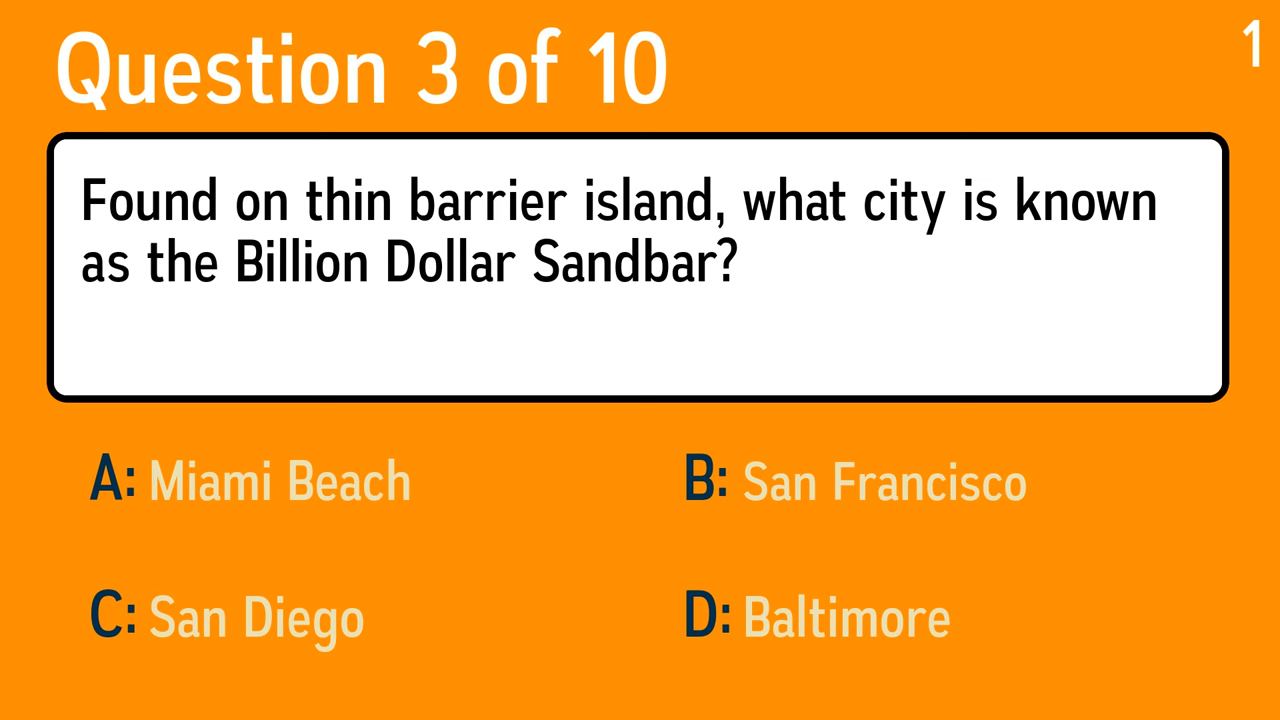 Question 3 of 10
1
Found on thin barrier island, what city is known
as the Billion Dollar Sandbar?
A: Miami Beach
B: San Francisco
C: San Diego
D: Baltimore